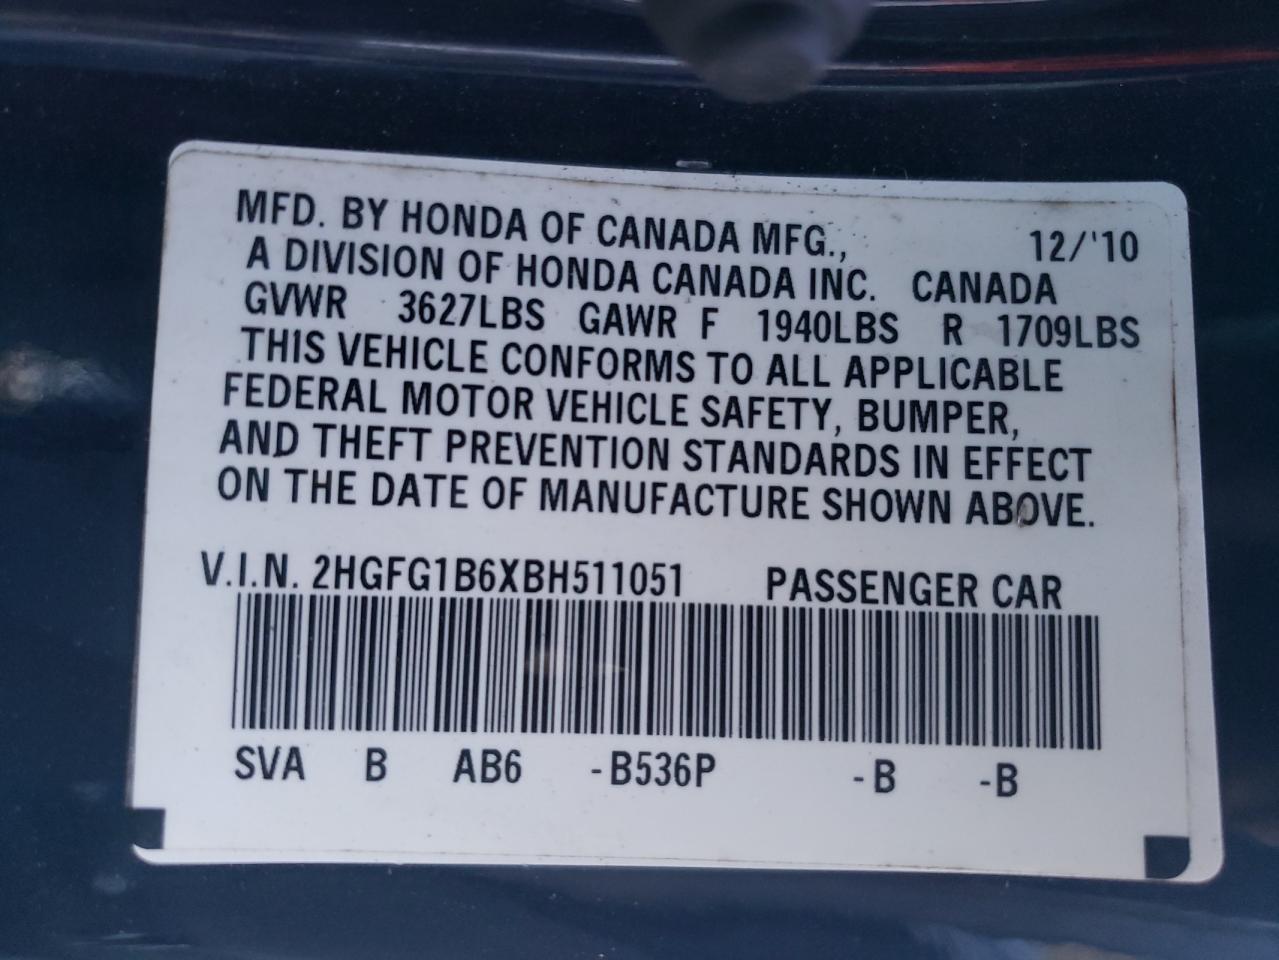 MFD. BY HONDA OF CANADA MFG., 12/'10
A DIVISION OF HONDA CANADA INC. CANADA
GVWR 3627LBS GAWR F 1940LBS R 1709LBS
THIS VEHICLE CONFORMS TO ALL APPLICABLE
FEDERAL MOTOR VEHICLE SAFETY, BUMPER,
AND THEFT PREVENTION STANDARDS IN EFFECT
ON THE DATE OF MANUFACTURE SHOWN ABOVE.
V.I.N. 2HGFG1B6XBH511051 PASSENGER CAR
SVA B AB6 -B536P -B -B